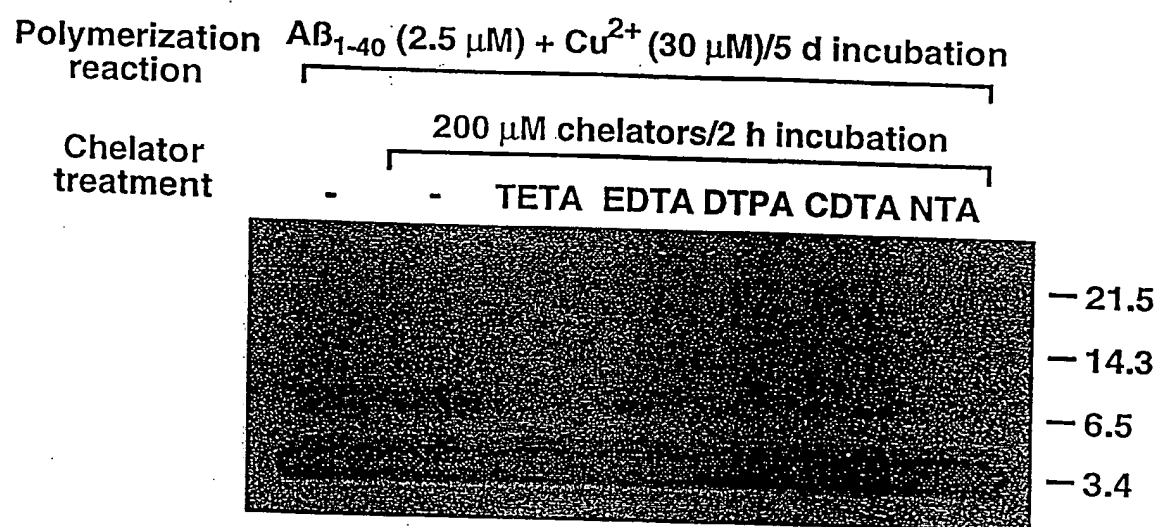 Polymerization reaction
Aß₁₋₄₀ (2.5 µM) + Cu²⁺ (30 µM)/5 d incubation
200 µM chelators/2 h incubation
Chelator treatment
- - TETA EDTA DTPA CDTA NTA
– 21.5
– 14.3
– 6.5
– 3.4